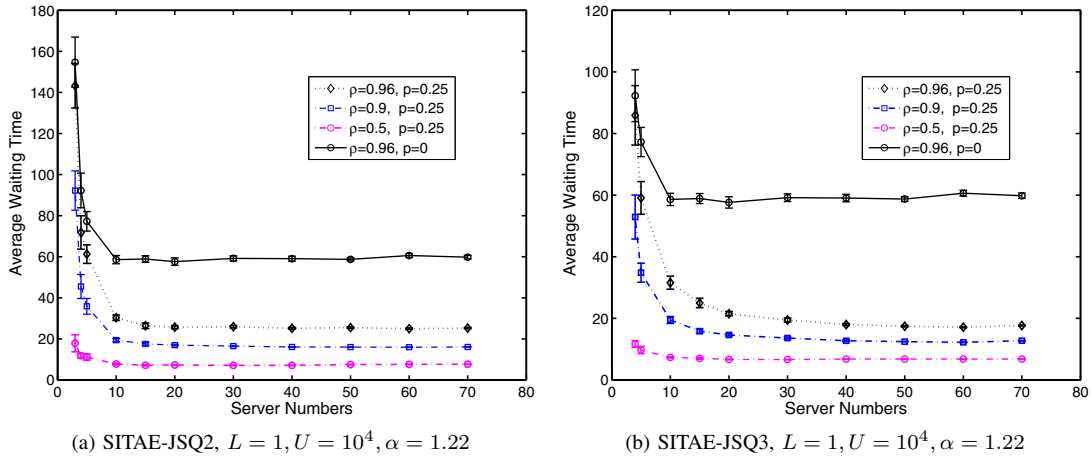 180
160
140
120
100
80
60
40
20
0
Average Waiting Time
ρ=0.96, p=0.25
ρ=0.9, p=0.25
ρ=0.5, p=0.25
ρ=0.96, p=0
0 10 20 30 40 50 60 70 80
Server Numbers
(a) SITAE-JSQ2, L = 1, U = 10⁴, α = 1.22
120
100
80
60
40
20
0
Average Waiting Time
ρ=0.96, p=0.25
ρ=0.9, p=0.25
ρ=0.5, p=0.25
ρ=0.96, p=0
0 10 20 30 40 50 60 70 80
Server Numbers
(b) SITAE-JSQ3, L = 1, U = 10⁴, α = 1.22